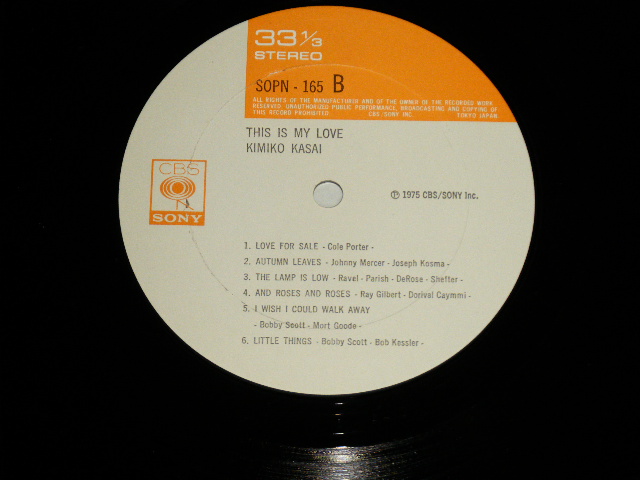 33 1/3
STEREO
SOPN - 165 B
ALL RIGHTS OF THE MANUFACTURER AND OF THE OWNER OF THE RECORDED WORK
RESERVED. UNAUTHORIZED PUBLIC PERFORMANCE, BROADCASTING AND COPYING OF
THIS RECORD PROHIBITED CBS/SONY INC. TOKYO JAPAN
THIS IS MY LOVE
KIMIKO KASAI
CBS
SONY
Ⓟ 1975 CBS/SONY Inc.
1. LOVE FOR SALE - Cole Porter -
2. AUTUMN LEAVES - Johnny Mercer - Joseph Kosma -
3. THE LAMP IS LOW - Ravel - Parish - DeRose - Shefter -
4. AND ROSES AND ROSES - Ray Gilbert - Dorival Caymmi -
5. I WISH I COULD WALK AWAY
- Bobby Scott - Mort Goode -
6. LITTLE THINGS - Bobby Scott - Bob Kessler -